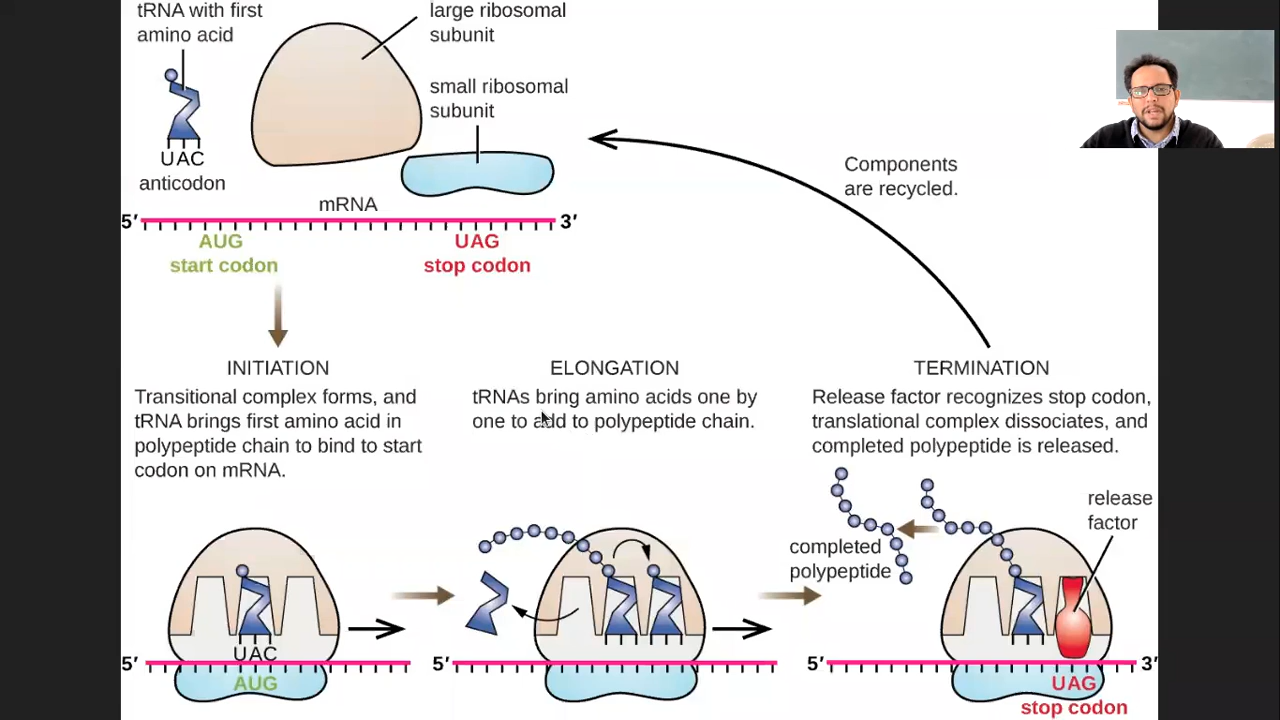 tRNA with first
amino acid
large ribosomal
subunit
small ribosomal
subunit
UAC
anticodon
mRNA
5′
3′
AUG
start codon
UAG
stop codon
Components
are recycled.
INITIATION
Transitional complex forms, and
tRNA brings first amino acid in
polypeptide chain to bind to start
codon on mRNA.
ELONGATION
tRNAs bring amino acids one by
one to add to polypeptide chain.
TERMINATION
Release factor recognizes stop codon,
translational complex dissociates, and
completed polypeptide is released.
release
factor
completed
polypeptide
5′
UAC
AUG
5′
5′
3′
UAG
stop codon